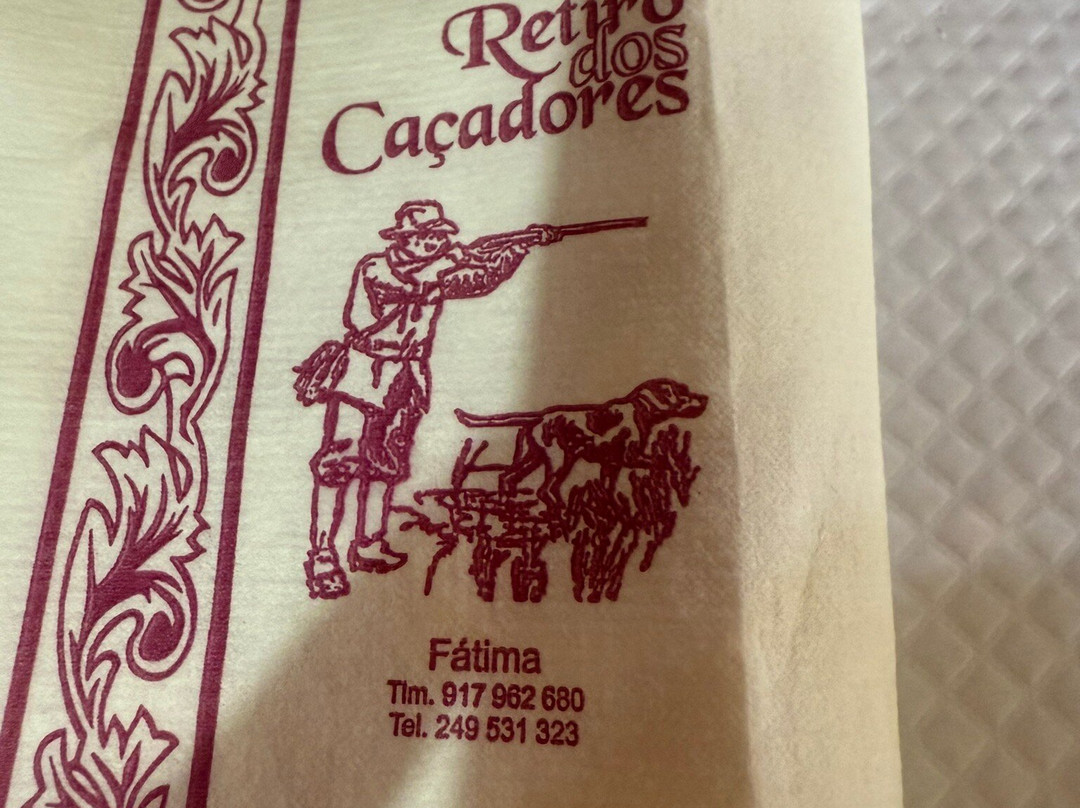 Retiro
dos
Caçadores
Fátima
Tlm. 917 962 680
Tel. 249 531 323